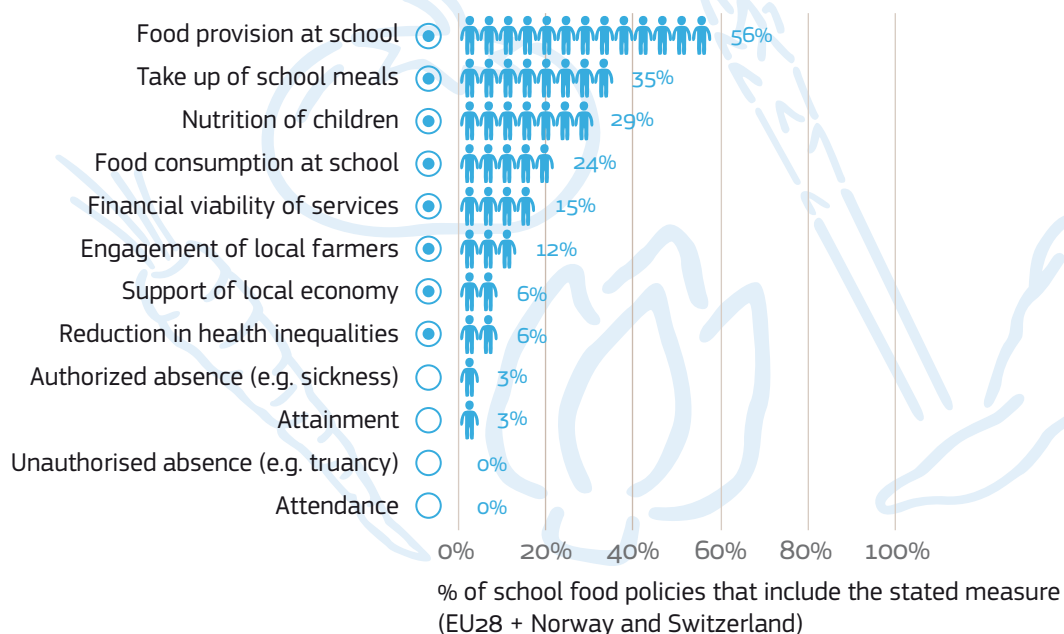 Food provision at school 56%
Take up of school meals 35%
Nutrition of children 29%
Food consumption at school 24%
Financial viability of services 15%
Engagement of local farmers 12%
Support of local economy 6%
Reduction in health inequalities 6%
Authorized absence (e.g. sickness) 3%
Attainment 3%
Unauthorised absence (e.g. truancy) 0%
Attendance 0%
0% 20% 40% 60% 80% 100%
% of school food policies that include the stated measure
(EU28 + Norway and Switzerland)